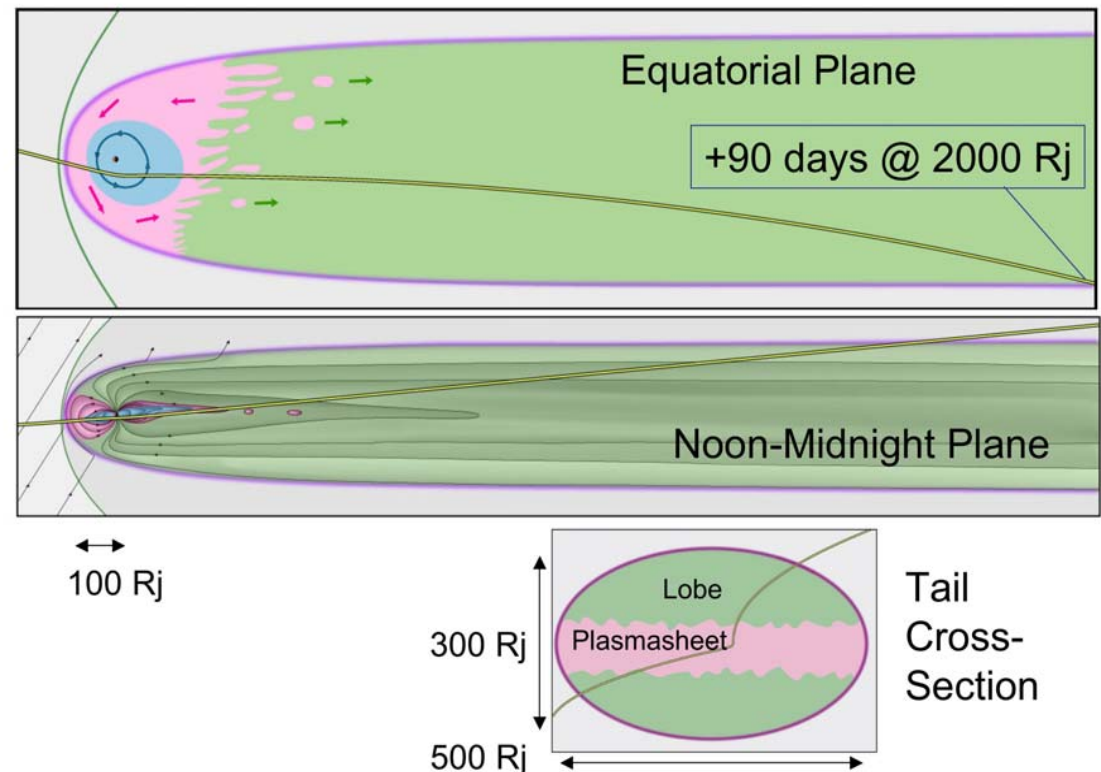 Equatorial Plane
+90 days @ 2000 Rj
Noon-Midnight Plane
100 Rj
300 Rj
Lobe
Plasmasheet
500 Rj
Tail
Cross-
Section